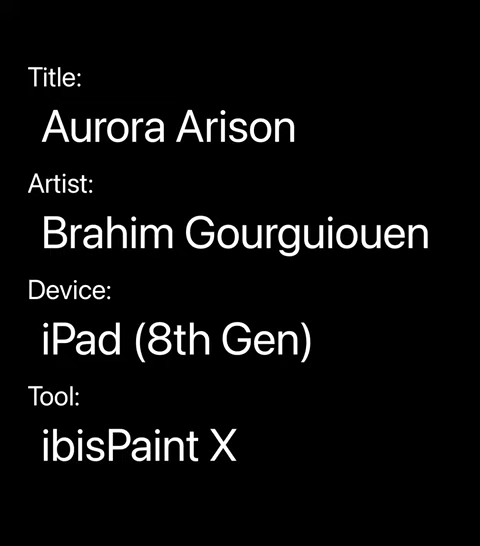 Title:
Aurora Arison
Artist:
Brahim Gourguiouen
Device:
iPad (8th Gen)
Tool:
ibisPaint X